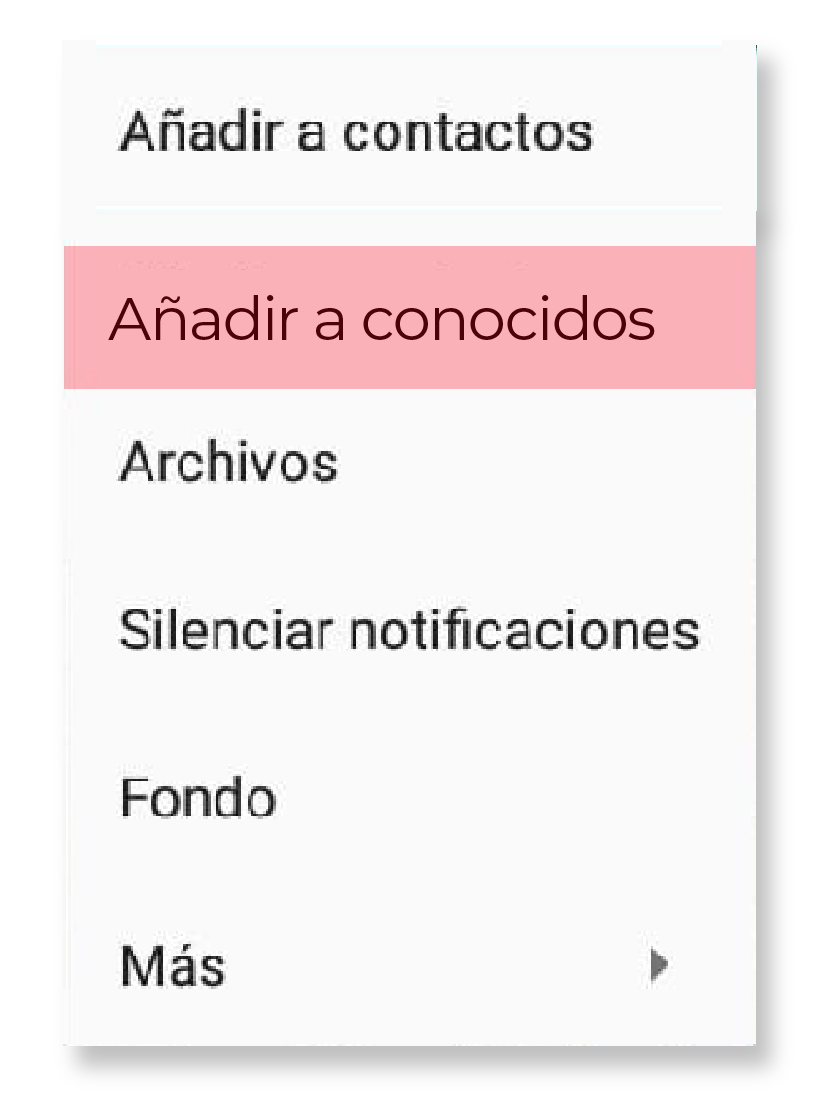 Añadir a contactos
Añadir a conocidos
Archivos
Silenciar notificaciones
Fondo
Más